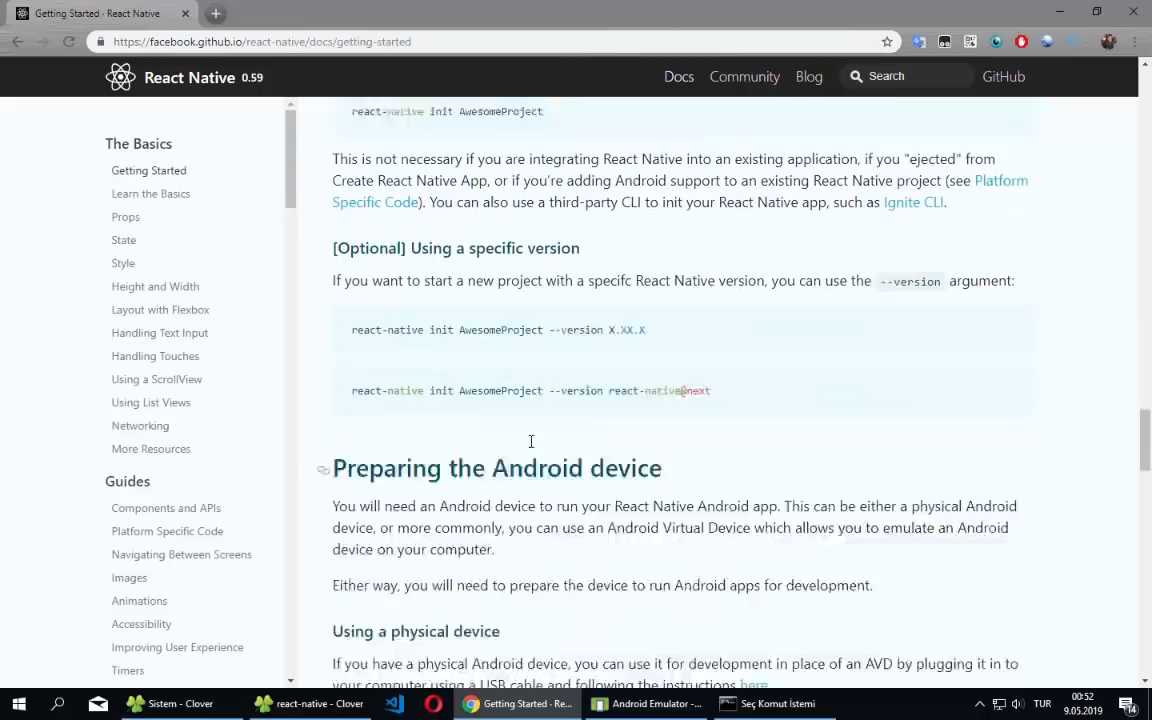 Getting Started · React Native
https://facebook.github.io/react-native/docs/getting-started
React Native 0.59
Docs
Community
Blog
Search
GitHub
The Basics
Getting Started
Learn the Basics
Props
State
Style
Height and Width
Layout with Flexbox
Handling Text Input
Handling Touches
Using a ScrollView
Using List Views
Networking
More Resources
Guides
Components and APIs
Platform Specific Code
Navigating Between Screens
Images
Animations
Accessibility
Improving User Experience
Timers
react-native init AwesomeProject
This is not necessary if you are integrating React Native into an existing application, if you "ejected" from
Create React Native App, or if you're adding Android support to an existing React Native project (see Platform
Specific Code). You can also use a third-party CLI to init your React Native app, such as Ignite CLI.
[Optional] Using a specific version
If you want to start a new project with a specifc React Native version, you can use the --version argument:
react-native init AwesomeProject --version X.XX.X
react-native init AwesomeProject --version react-native@next
Preparing the Android device
You will need an Android device to run your React Native Android app. This can be either a physical Android
device, or more commonly, you can use an Android Virtual Device which allows you to emulate an Android
device on your computer.
Either way, you will need to prepare the device to run Android apps for development.
Using a physical device
If you have a physical Android device, you can use it for development in place of an AVD by plugging it in to
your computer using a USB cable and following the instructions here.
Sistem - Clover
react-native - Clover
Getting Started · Re...
Android Emulator -...
Seç Komut İstemi
TUR
00:52
9.05.2019
14